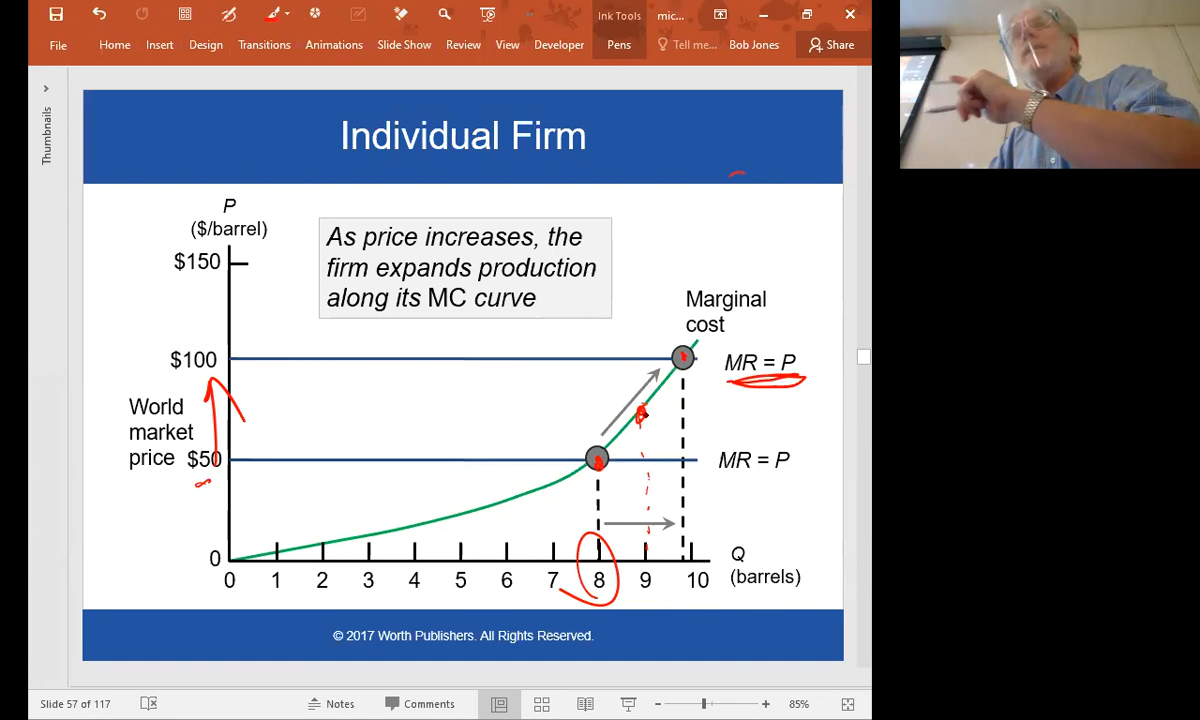 Ink Tools
mic...
File
Home
Insert
Design
Transitions
Animations
Slide Show
Review
View
Developer
Pens
Tell me...
Bob Jones
Share
Thumbnails
Individual Firm
P
($/barrel)
$150
As price increases, the
firm expands production
along its MC curve
Marginal
cost
$100
MR = P
World
market
price $50
MR = P
0
0 1 2 3 4 5 6 7 8 9 10
Q
(barrels)
© 2017 Worth Publishers. All Rights Reserved.
Slide 57 of 117
Notes
Comments
85%